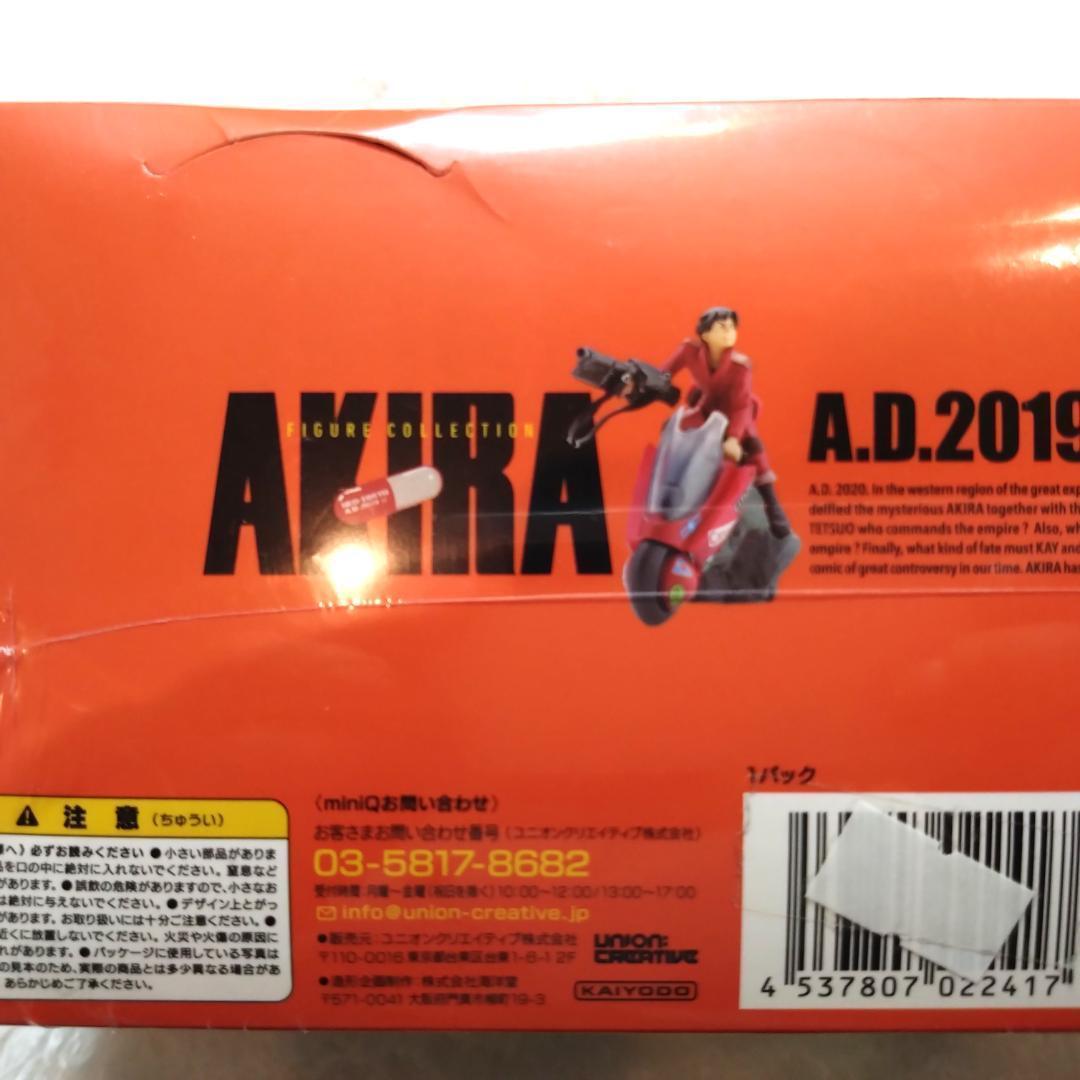 AKIRA
FIGURE COLLECTION
NEO-TOKYO
A.D.2019
A.D. 2020. In the western region of the great exp
deified the mysterious AKIRA together with th
TETSUO who commands the empire ? Also, wh
empire ? Finally, what kind of fate must KAY and
comic of great controversy in our time. AKIRA has
1パック
注 意 (ちゅうい)
へ) 必ずお読みください ●小さい部品がありま
を口の中に絶対に入れないでください。窒息など
があります。●誤飲の危険がありますので、小さなお
は絶対に与えないでください。●デザイン上とがっ
があります。お取り扱いには十分ご注意ください。●
近くに放置しないでください。火災や火傷の原因に
れがあります。●パッケージに使用している写真は
の見本のため、実際の商品とは多少異なる場合があ
あらかじめご了承ください。
〈miniQお問い合わせ〉
お客さまお問い合わせ番号 (ユニオンクリエイティブ株式会社)
03-5817-8682
受付時間:月曜~金曜(祝日を除く)10:00~12:00/13:00~17:00
info@union-creative.jp
●販売元:ユニオンクリエイティブ株式会社
〒110-0016 東京都台東区台東1-6-1 2F
UNION:
CREATIVE
●造形企画制作:株式会社海洋堂
〒571-0041 大阪府門真市柳町19-3
KAIYODO
4 537807 022417